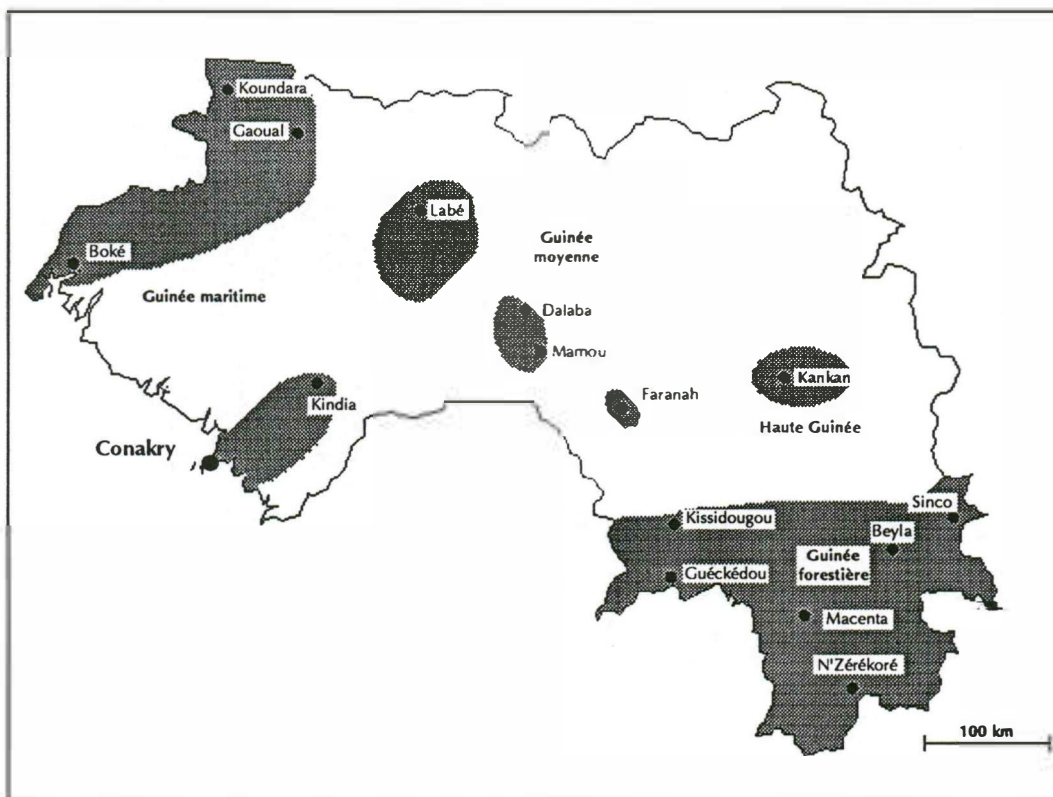 Koundara
Gaoual
Labé
Guinée
moyenne
Boké
Guinée maritime
Dalaba
Mamou
Kankan
Kindia
Faranah
Haute Guinée
Conakry
Sinco
Kissidougou
Beyla
Guinée
forestière
Guéckédou
Macenta
N'Zérékoré
100 km